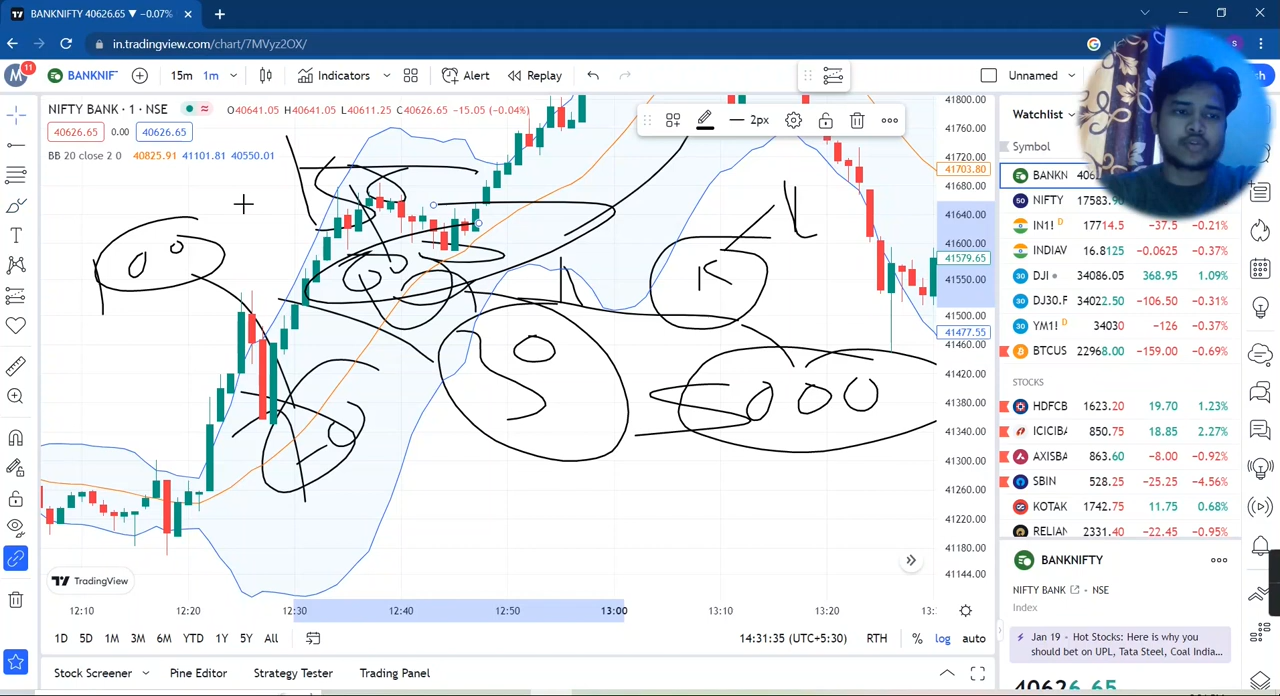 BANKNIFTY 40626.65 ▼ −0.07%
in.tradingview.com/chart/7MVyz2OX/
M 11 BANKNIF 15m 1m Indicators Alert Replay Unnamed
NIFTY BANK · 1 · NSE O40641.05 H40641.05 L40611.25 C40626.65 −15.05 (−0.04%)
40626.65 0.00 40626.65
BB 20 close 2 0 40825.91 41101.81 40550.01
2px
41800.00
41760.00
41720.00
41703.80
41680.00
41640.00
41600.00
41579.65
41550.00
41500.00
41477.55
41460.00
41420.00
41380.00
41340.00
41300.00
41260.00
41220.00
41180.00
41144.00
TradingView
12:10 12:20 12:30 12:40 12:50 13:00 13:10 13:20 13:
1D 5D 1M 3M 6M YTD 1Y 5Y All 14:31:35 (UTC+5:30) RTH % log auto
Stock Screener Pine Editor Strategy Tester Trading Panel
Watchlist
Symbol
BANKN
NIFTY 17583.90
IN1! D 17714.5 −37.5 −0.21%
INDIAV 16.8125 −0.0625 −0.37%
DJI 34086.05 368.95 1.09%
DJ30.F 34022.50 −106.50 −0.31%
YM1! D 34030 −126 −0.37%
BTCUS 22968.00 −159.00 −0.69%
STOCKS
HDFCB 1623.20 19.70 1.23%
ICICIBA 850.75 18.85 2.27%
AXISBA 863.60 −8.00 −0.92%
SBIN 528.25 −25.25 −4.56%
KOTAK 1742.75 11.75 0.68%
RELIAN 2331.40 −22.45 −0.95%
BANKNIFTY
NIFTY BANK · NSE
Index
Jan 19 · Hot Stocks: Here is why you
should bet on UPL, Tata Steel, Coal India...
40626.65